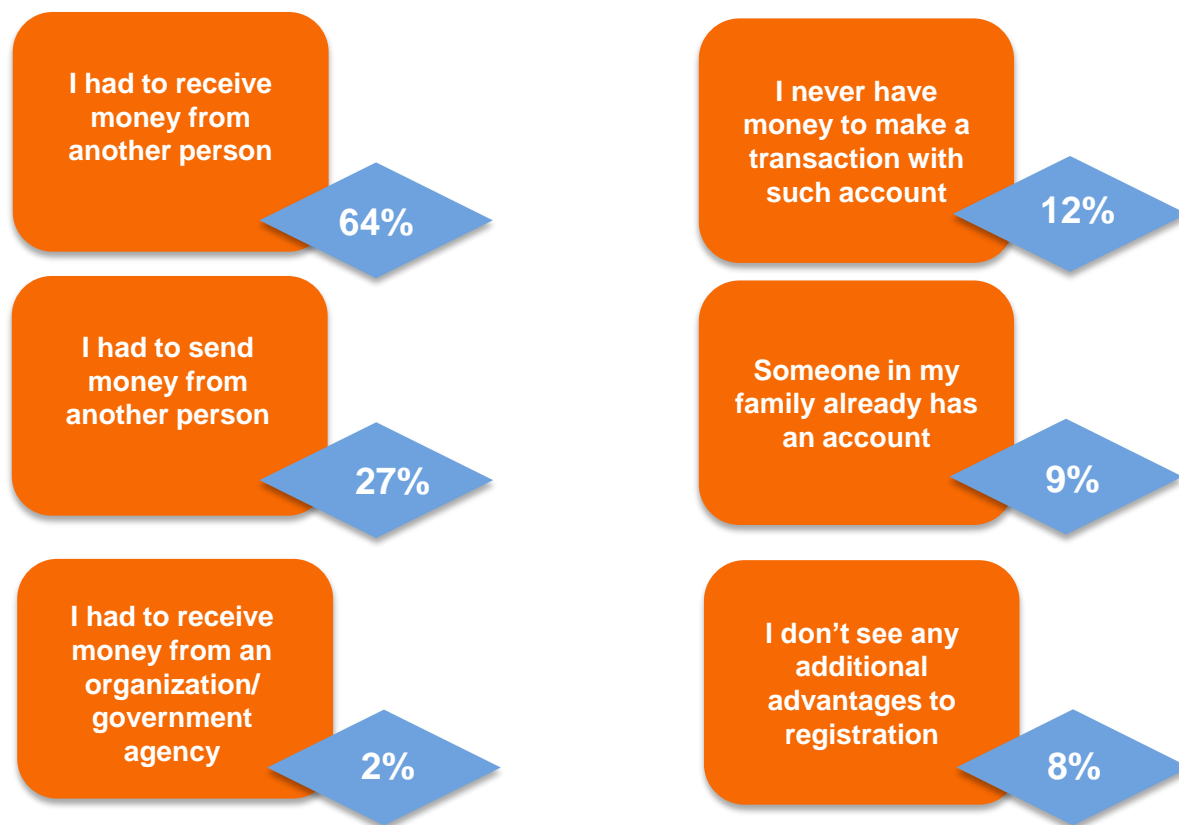 I had to receive
money from
another person
64%
I had to send
money from
another person
27%
I had to receive
money from an
organization/
government
agency
2%
I never have
money to make a
transaction with
such account
12%
Someone in my
family already has
an account
9%
I don’t see any
additional
advantages to
registration
8%